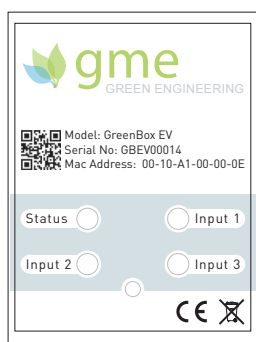 gme
GREEN ENGINEERING
Model: GreenBox EV
Serial No: GBEV00014
Mac Address: 00-10-A1-00-00-0E
Status
Input 1
Input 2
Input 3
CE